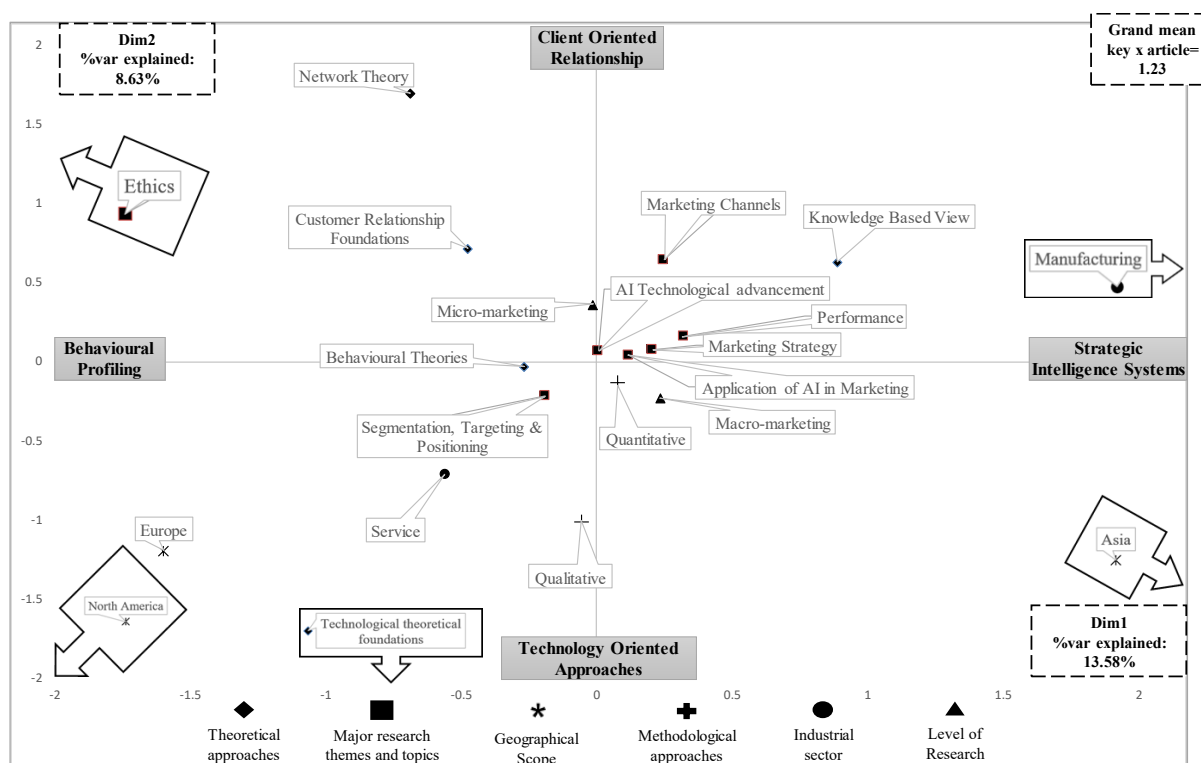 Dim2
%var explained:
8.63%
Client Oriented
Relationship
Grand mean
key x article=
1.23
2
1.5
1
0.5
0
-0.5
-1
-1.5
-2
Network Theory
Ethics
Customer Relationship
Foundations
Marketing Channels
Knowledge Based View
Manufacturing
AI Technological advancement
Micro-marketing
Performance
Behavioural
Profiling
Behavioural Theories
Marketing Strategy
Strategic
Intelligence Systems
Application of AI in Marketing
Segmentation, Targeting &
Positioning
Quantitative
Macro-marketing
Service
Europe
Asia
Qualitative
North America
Technological theoretical
foundations
Technology Oriented
Approaches
Dim1
%var explained:
13.58%
-2
-1
-0.5
0
0.5
1
2
Theoretical
approaches
Major research
themes and topics
Geographical
Scope
Methodological
approaches
Industrial
sector
Level of
Research